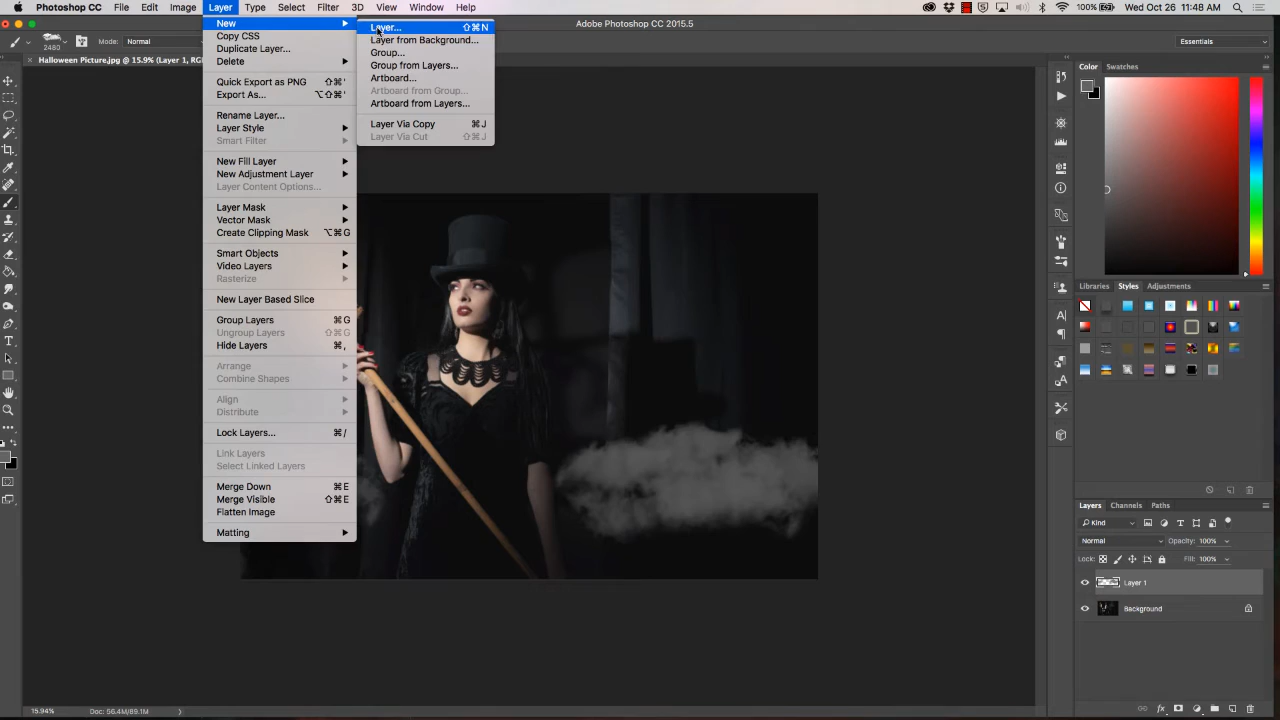 Photoshop CC File Edit Image Layer Type Select Filter 3D View Window Help 100% Wed Oct 26 11:48 AM
Adobe Photoshop CC 2015.5
2480 Mode: Normal Essentials
Halloween Picture.jpg @ 15.9% (Layer 1, RG
New
Copy CSS
Duplicate Layer...
Delete
Quick Export as PNG ⇧⌘'
Export As... ⌥⇧⌘'
Rename Layer...
Layer Style
Smart Filter
New Fill Layer
New Adjustment Layer
Layer Content Options...
Layer Mask
Vector Mask
Create Clipping Mask ⌥⌘G
Smart Objects
Video Layers
Rasterize
New Layer Based Slice
Group Layers ⌘G
Ungroup Layers ⇧⌘G
Hide Layers ⌘,
Arrange
Combine Shapes
Align
Distribute
Lock Layers... ⌘/
Link Layers
Select Linked Layers
Merge Down ⌘E
Merge Visible ⇧⌘E
Flatten Image
Matting
Layer... ⇧⌘N
Layer from Background...
Group...
Group from Layers...
Artboard...
Artboard from Group...
Artboard from Layers...
Layer Via Copy ⌘J
Layer Via Cut ⇧⌘J
Color Swatches
Libraries Styles Adjustments
Layers Channels Paths
Kind
Normal Opacity: 100%
Lock: Fill: 100%
Layer 1
Background
15.94% Doc: 56.4M/89.1M